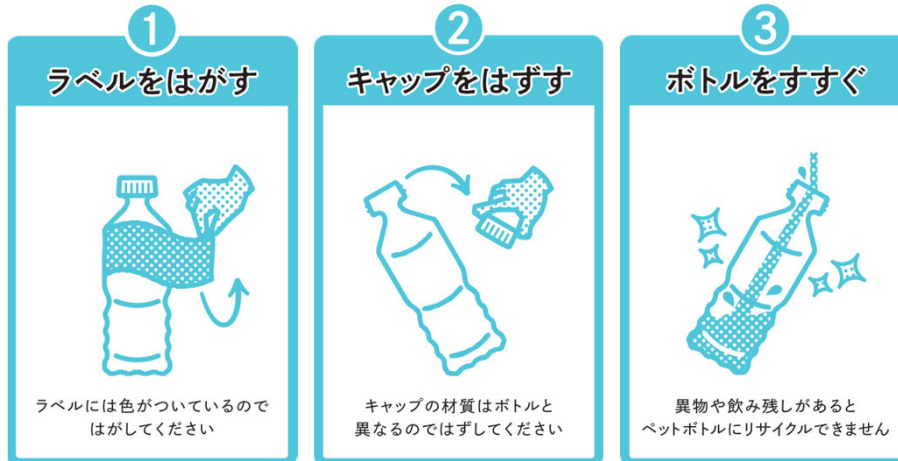 1
ラベルをはがす
ラベルには色がついているので
はがしてください
2
キャップをはずす
キャップの材質はボトルと
異なるのではずしてください
3
ボトルをすすぐ
異物や飲み残しがあると
ペットボトルにリサイクルできません